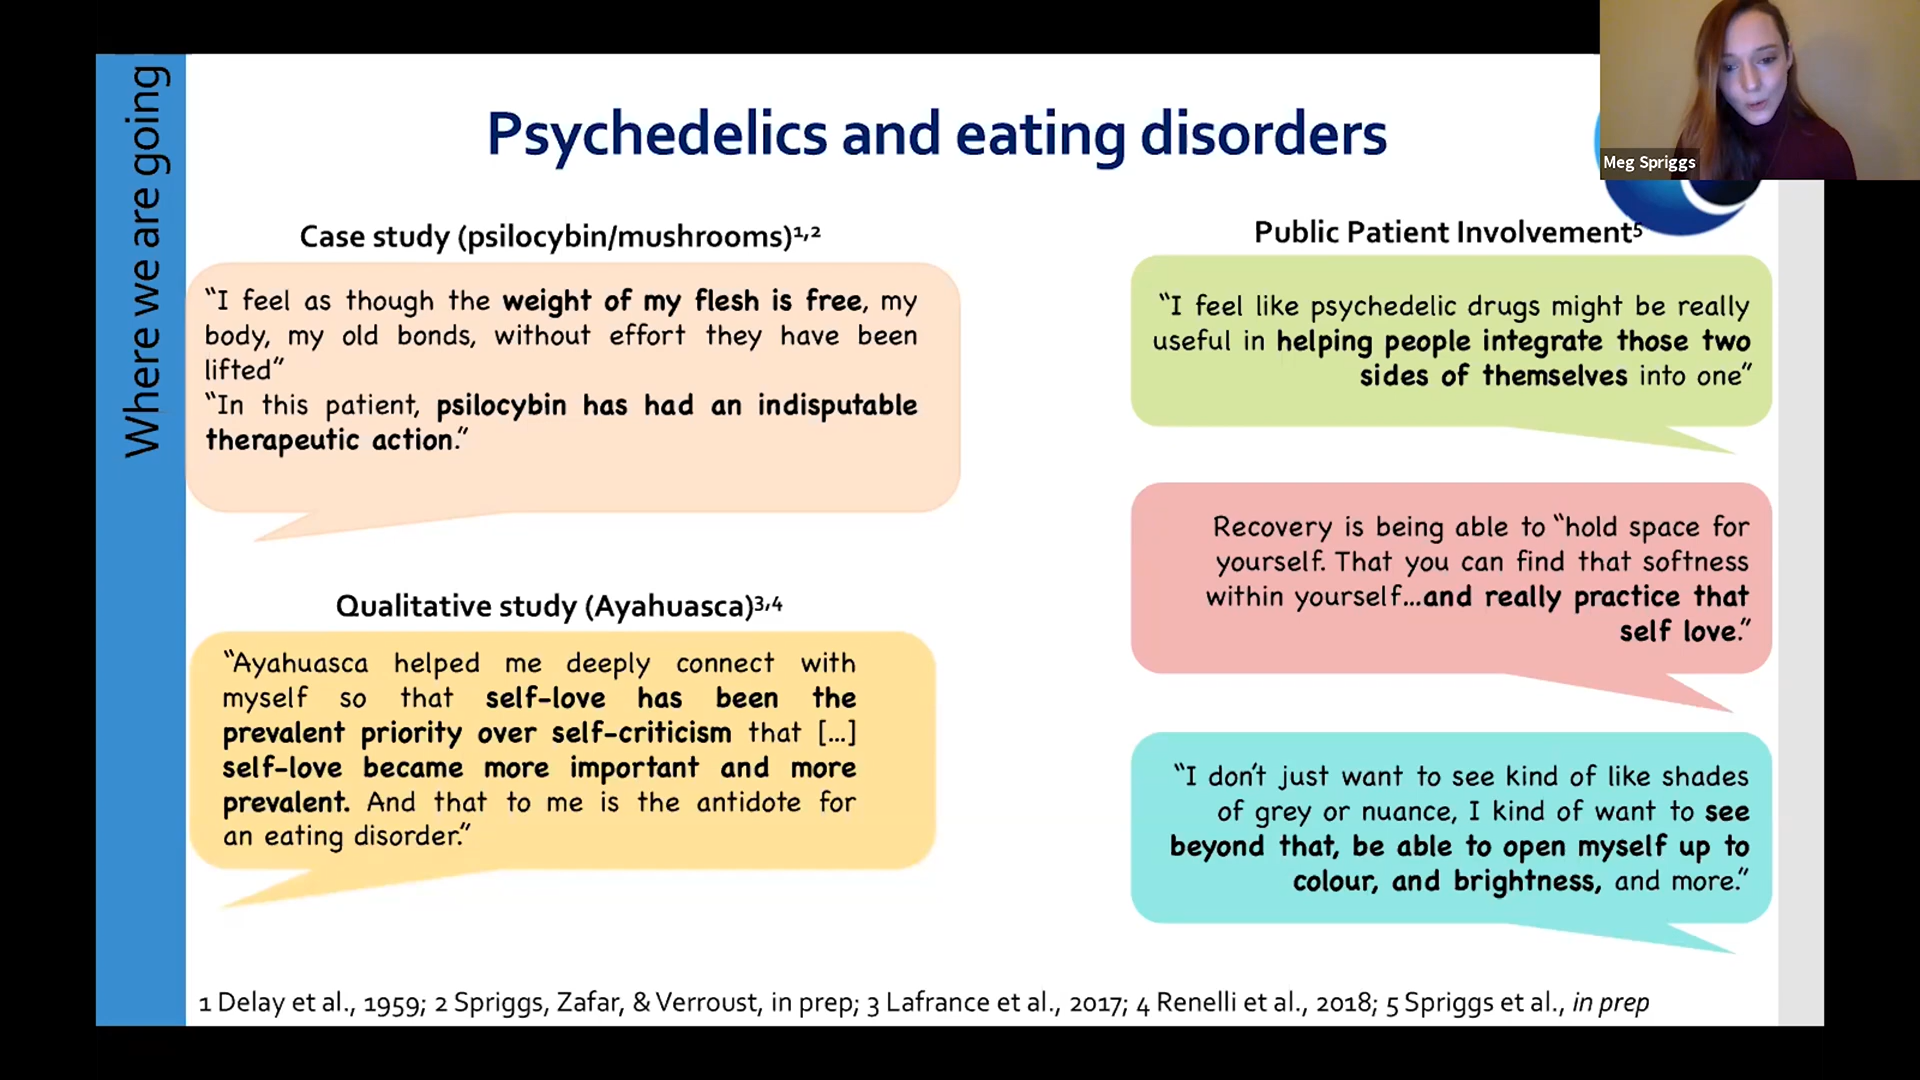 Where we are going
Psychedelics and eating disorders
Meg Spriggs
Case study (psilocybin/mushrooms)1,2
“I feel as though the weight of my flesh is free, my
body, my old bonds, without effort they have been
lifted”
“In this patient, psilocybin has had an indisputable
therapeutic action.”
Qualitative study (Ayahuasca)3,4
“Ayahuasca helped me deeply connect with
myself so that self-love has been the
prevalent priority over self-criticism that [...]
self-love became more important and more
prevalent. And that to me is the antidote for
an eating disorder.”
Public Patient Involvement5
“I feel like psychedelic drugs might be really
useful in helping people integrate those two
sides of themselves into one”
Recovery is being able to “hold space for
yourself. That you can find that softness
within yourself...and really practice that
self love.”
“I don’t just want to see kind of like shades
of grey or nuance, I kind of want to see
beyond that, be able to open myself up to
colour, and brightness, and more.”
1 Delay et al., 1959; 2 Spriggs, Zafar, & Verroust, in prep; 3 Lafrance et al., 2017; 4 Renelli et al., 2018; 5 Spriggs et al., in prep